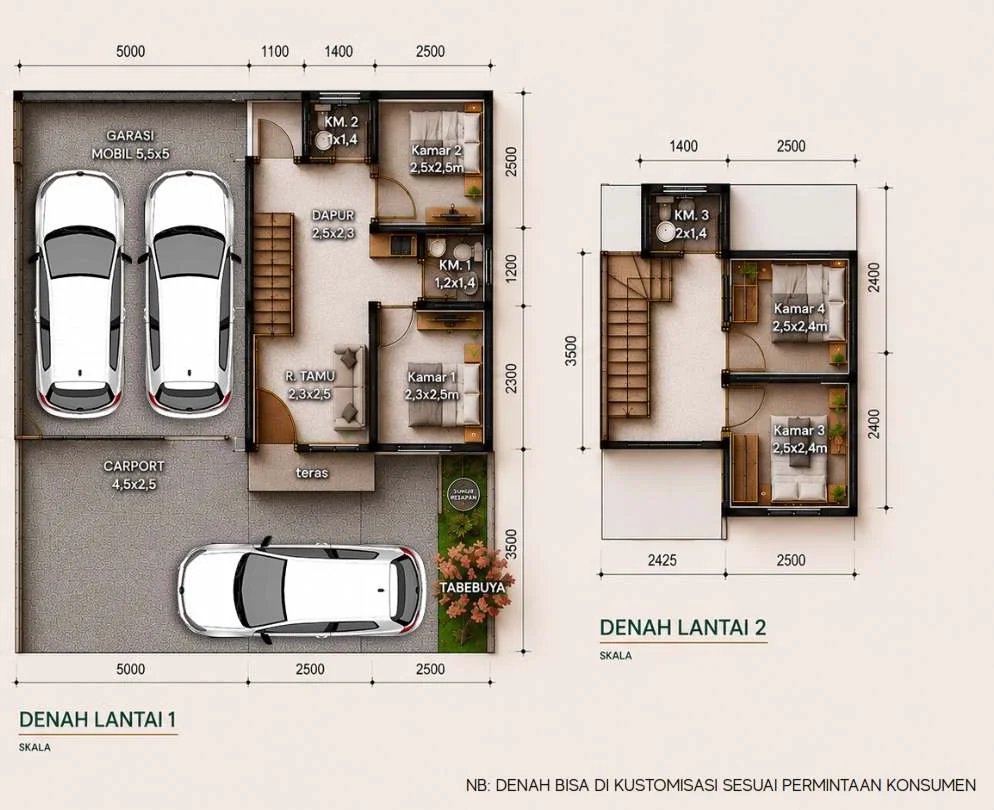 5000
1100
1400
2500
GARASI
MOBIL 5,5x5
KM. 2
1x1,4
Kamar 2
2,5x2,5m
2500
DAPUR
2,5x2,3
KM. 1
1,2x1,4
1200
R. TAMU
2,3x2,5
Kamar 1
2,3x2,5m
2300
CARPORT
4,5x2,5
teras
SUMUR
RESAPAN
3500
TABEBUYA
5000
2500
2500
DENAH LANTAI 1
SKALA
1400
2500
KM. 3
2x1,4
2400
Kamar 4
2,5x2,4m
3500
Kamar 3
2,5x2,4m
2400
2425
2500
DENAH LANTAI 2
SKALA
NB: DENAH BISA DI KUSTOMISASI SESUAI PERMINTAAN KONSUMEN